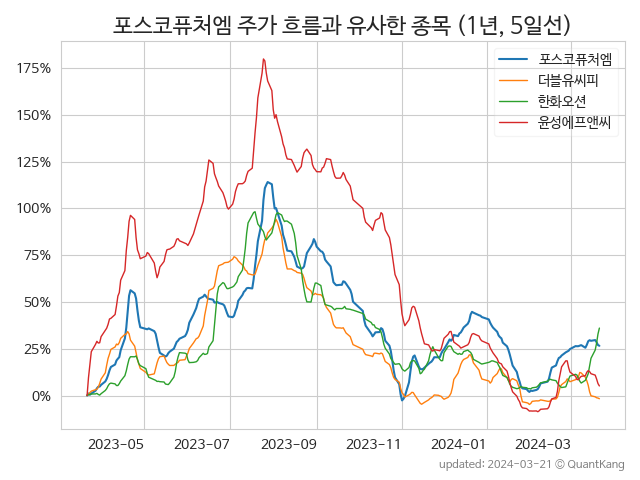 포스코퓨처엠 주가 흐름과 유사한 종목 (1년, 5일선)
포스코퓨처엠
더블유씨피
한화오션
윤성에프앤씨
175%
150%
125%
100%
75%
50%
25%
0%
2023-05 2023-07 2023-09 2023-11 2024-01 2024-03
updated: 2024-03-21 © QuantKang